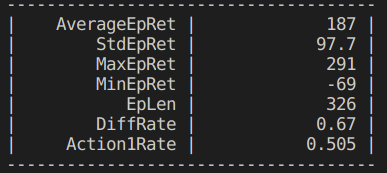 ---------------------------------------
|    AverageEpRet |             187 |
|        StdEpRet |            97.7 |
|        MaxEpRet |             291 |
|        MinEpRet |             -69 |
|           EpLen |             326 |
|        DiffRate |            0.67 |
|     Action1Rate |           0.505 |
---------------------------------------